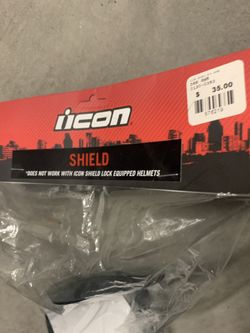 icon
SHIELD
*DOES NOT WORK WITH ICON SHIELD LOCK EQUIPPED HELMETS
$ 35.00